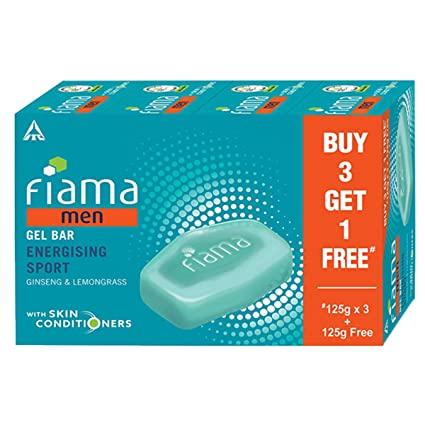 ITC
fiama
men
GEL BAR
ENERGISING
SPORT
GINSENG & LEMONGRASS
WITH SKIN
CONDITIONERS
fiama
BUY
3
GET
1
FREE#
#125g x 3
+
125g Free